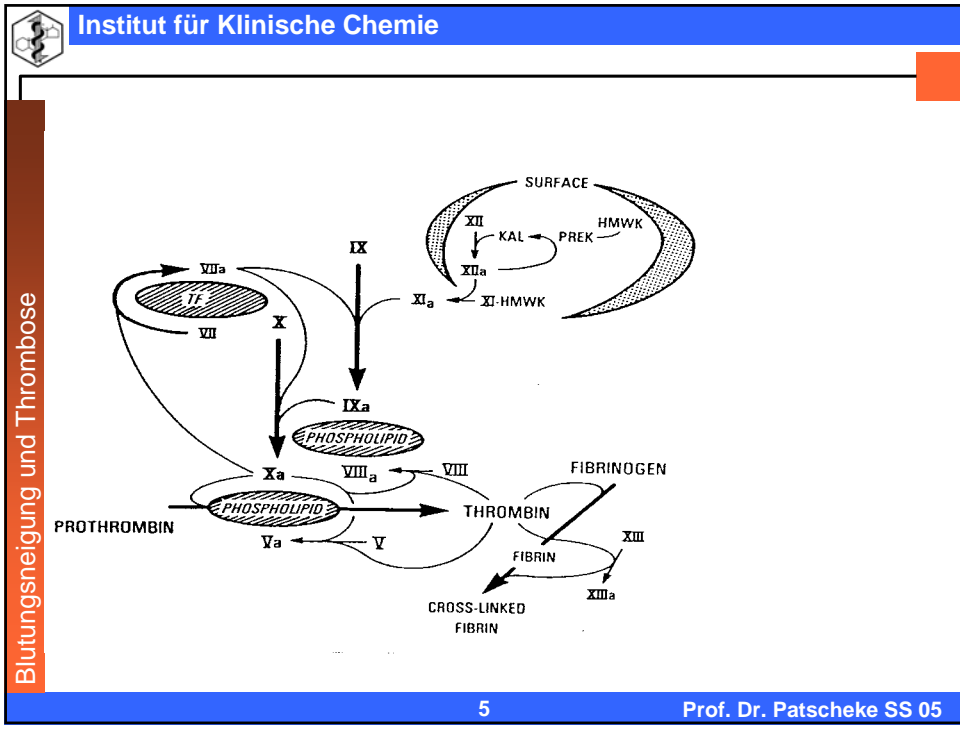 Institut für Klinische Chemie
Blutungsneigung und Thrombose
SURFACE
XII
HMWK
KAL
PREK
IX
XIIa
VIIa
XIa
XI-HMWK
TF
X
VII
IXa
PHOSPHOLIPID
Xa
VIIIa
VIII
FIBRINOGEN
PHOSPHOLIPID
THROMBIN
PROTHROMBIN
Va
V
XIII
FIBRIN
XIIIa
CROSS-LINKED
FIBRIN
5
Prof. Dr. Patscheke SS 05